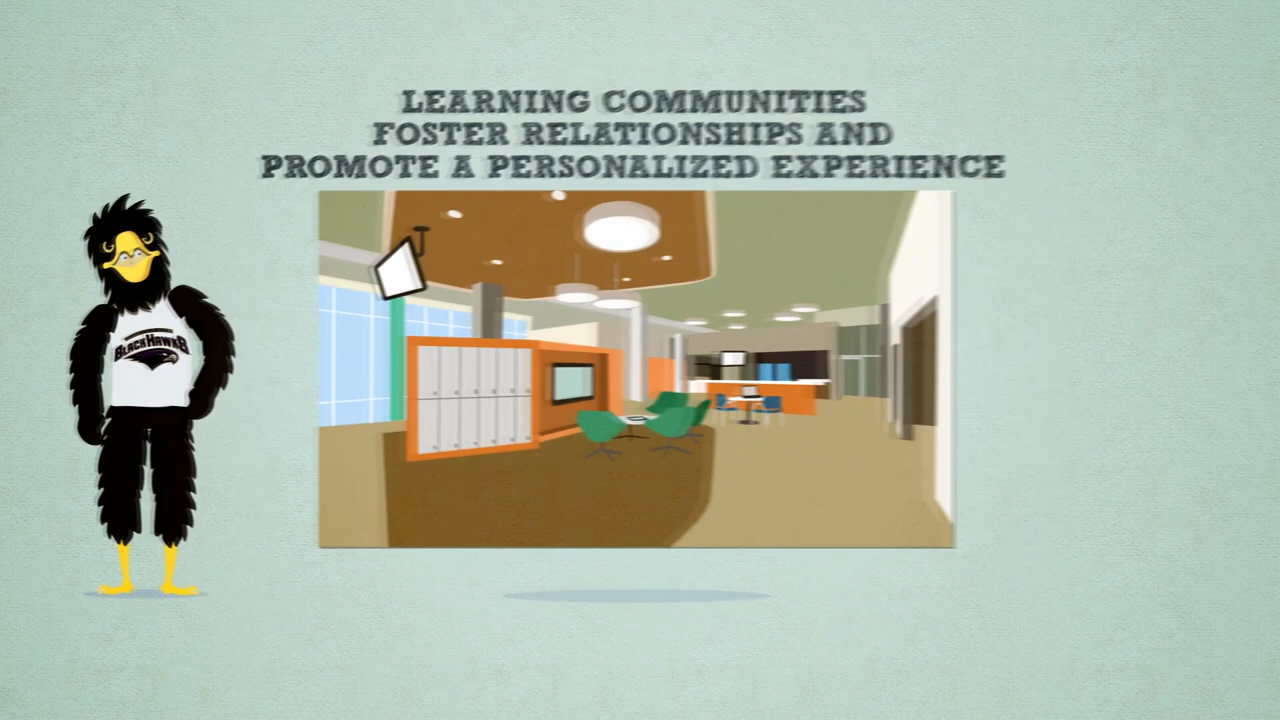 LEARNING COMMUNITIES
FOSTER RELATIONSHIPS AND
PROMOTE A PERSONALIZED EXPERIENCE
BLACKHAWKS